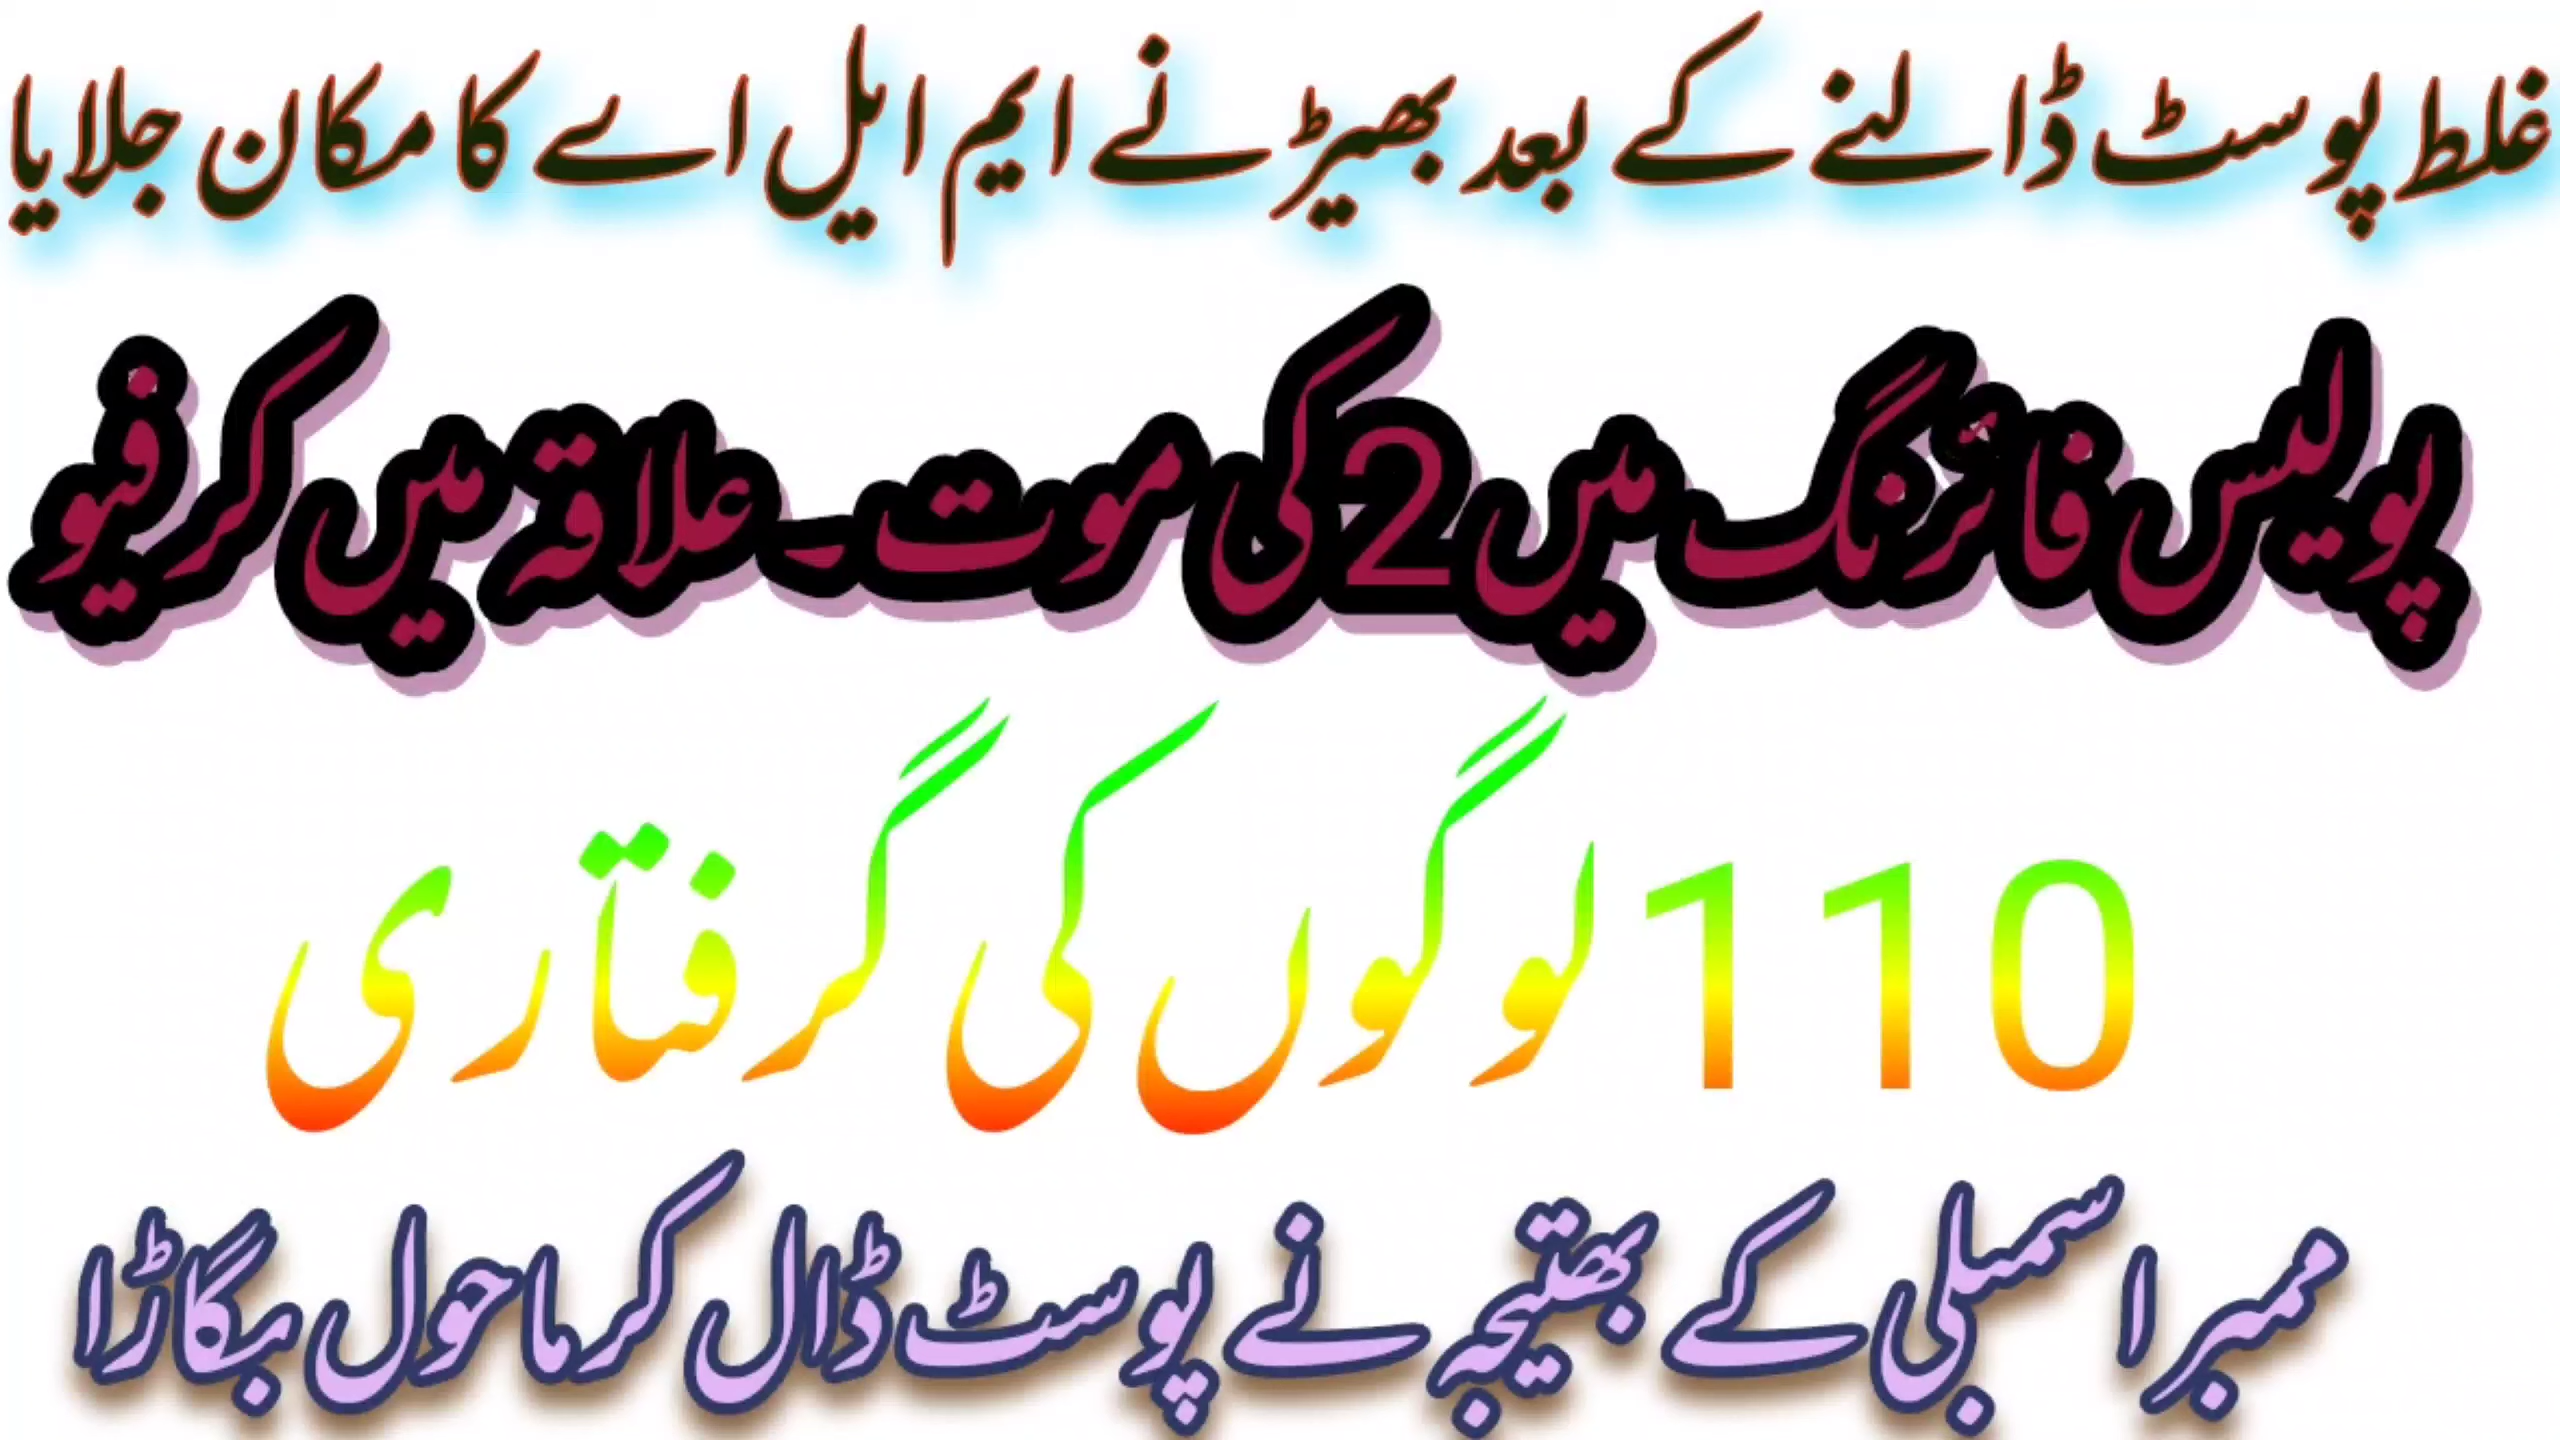 غلط پوسٹ ڈالنے کے بعد بھیڑ نے ایم ایل اے کا مکان جلایا
پولیس فائرنگ میں 2 کی موت۔ علاقہ میں کرفیو
110 لوگوں کی گرفتاری
ممبر اسمبلی کے بھتیجہ نے پوسٹ ڈال کر ماحول بگاڑا